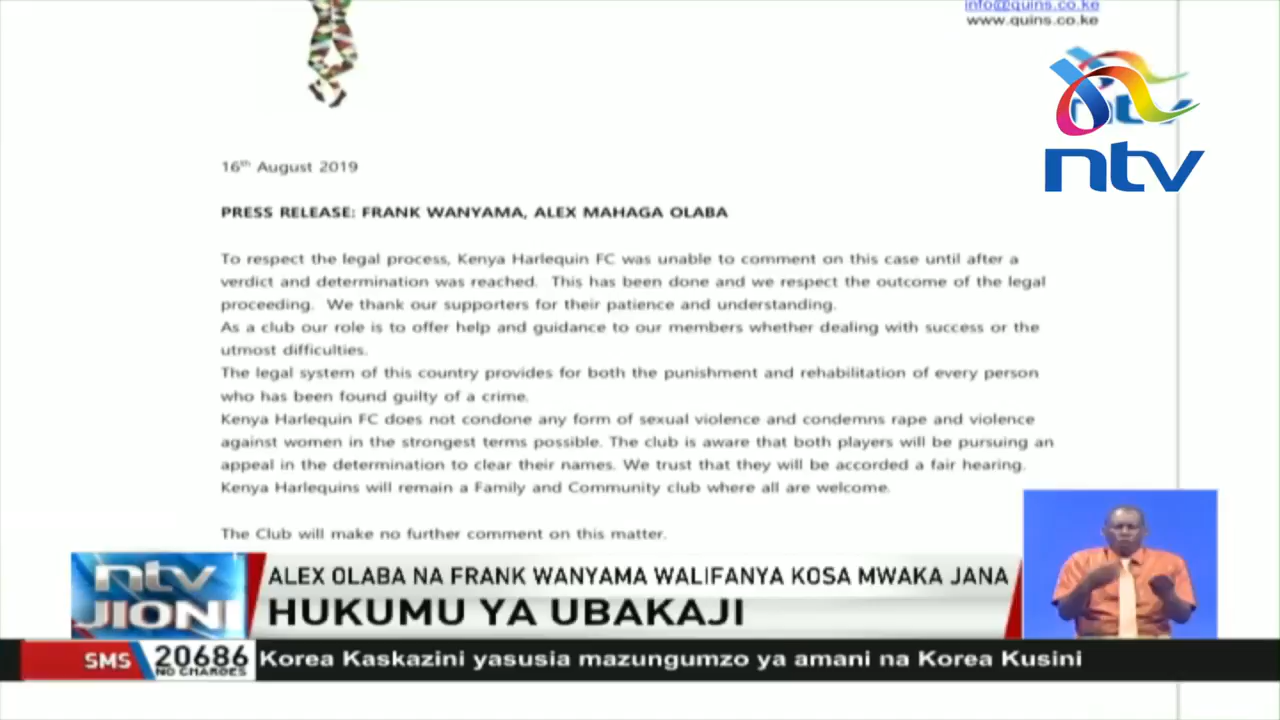 info@quins.co.ke
www.quins.co.ke
ntv
16th August 2019
PRESS RELEASE: FRANK WANYAMA, ALEX MAHAGA OLABA
To respect the legal process, Kenya Harlequin FC was unable to comment on this case until after a
verdict and determination was reached. This has been done and we respect the outcome of the legal
proceeding. We thank our supporters for their patience and understanding.
As a club our role is to offer help and guidance to our members whether dealing with success or the
utmost difficulties.
The legal system of this country provides for both the punishment and rehabilitation of every person
who has been found guilty of a crime.
Kenya Harlequin FC does not condone any form of sexual violence and condemns rape and violence
against women in the strongest terms possible. The club is aware that both players will be pursuing an
appeal in the determination to clear their names. We trust that they will be accorded a fair hearing.
Kenya Harlequins will remain a Family and Community club where all are welcome.
The Club will make no further comment on this matter.
ntv
JIONI
ALEX OLABA NA FRANK WANYAMA WALIFANYA KOSA MWAKA JANA
HUKUMU YA UBAKAJI
SMS 20686
NO CHARGES
Korea Kaskazini yasusia mazungumzo ya amani na Korea Kusini